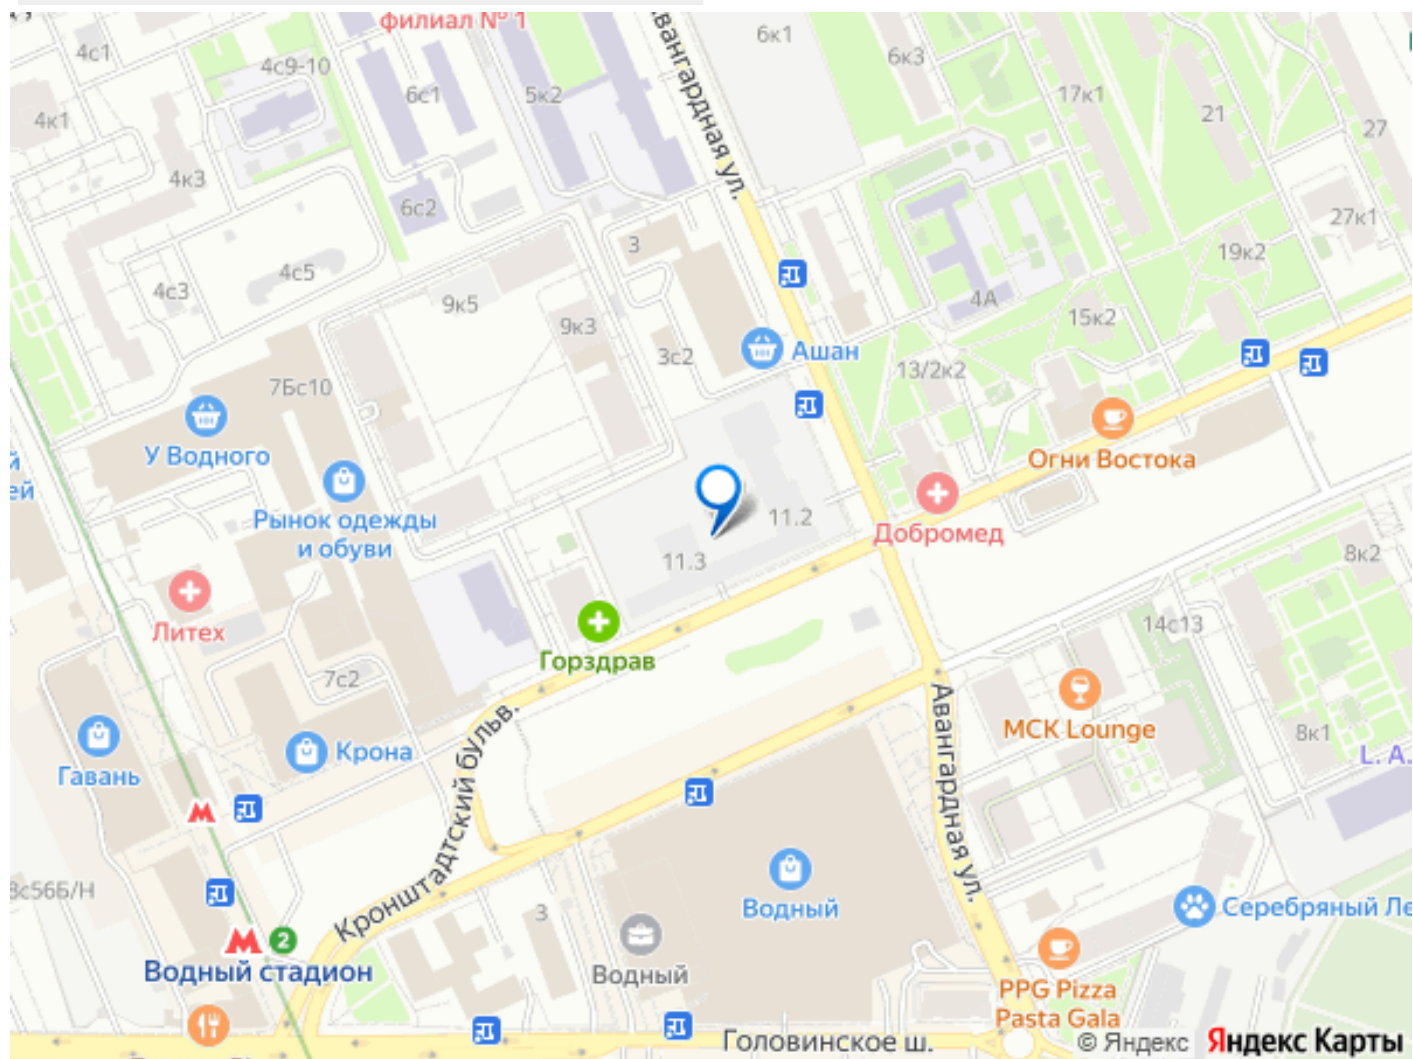 филиал № 1
6к1
4с1
4с9-10
6к3
Авангардная ул.
6с1
5к2
17к1
21
27
4к1
4к3
6с2
27к1
3
19к2
4с5
4с3
4А
9к5
15к2
9к3
Ашан
3с2
13/2к2
7Бс10
У Водного
Огни Востока
Рынок одежды
и обуви
11.2
Добромед
11.3
8к2
Литех
14с13
Горздрав
7с2
Кронштадтский бульв.
Авангардная ул.
MCK Lounge
8к1
Крона
Гавань
L. A.
8с56Б/Н
3
Водный
Серебряный Ле
2
Водный стадион
Водный
PPG Pizza
Pasta Gala
Головинское ш.
© Яндекс Яндекс Карты